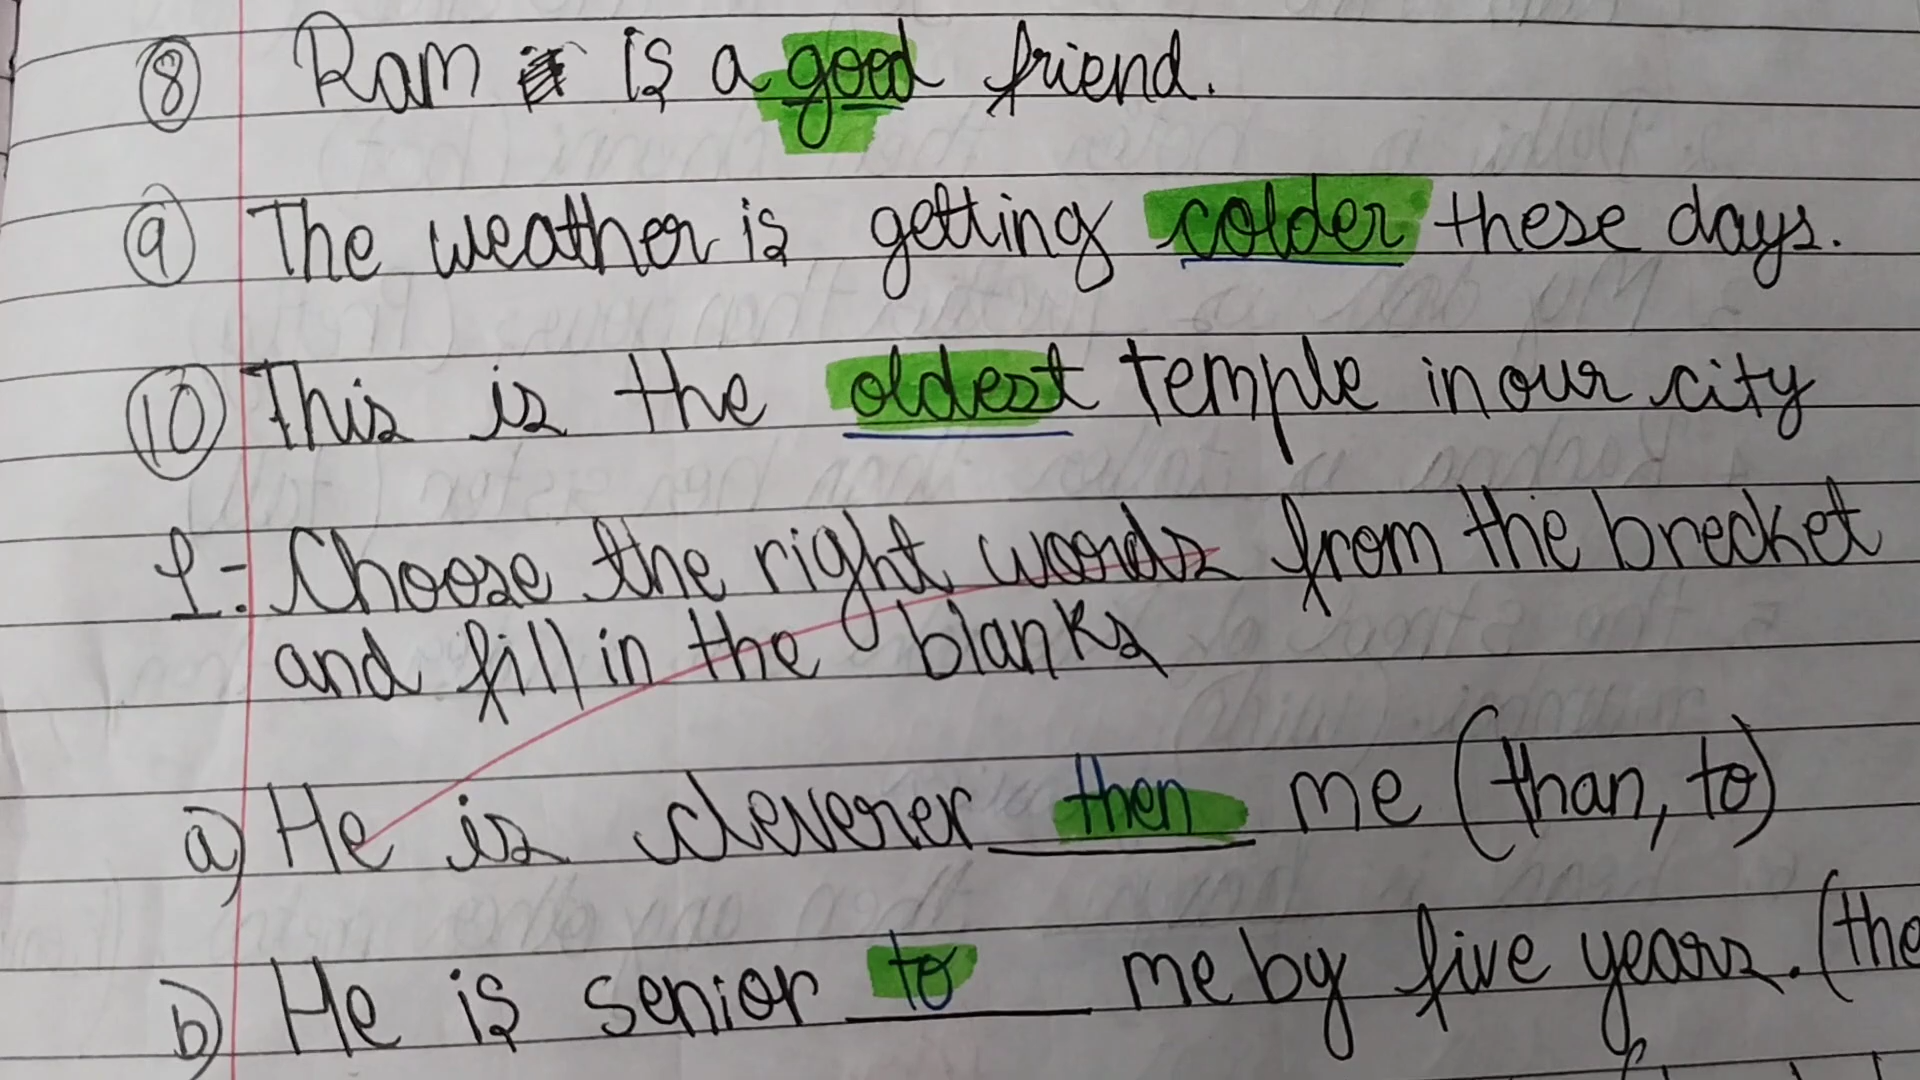 8 Ram is a good friend.
9 The weather is getting colder these days.
10 This is the oldest temple in our city
I:- Choose the right words from the brecket
and fill in the blanks
a) He is cleverer then me (than, to)
b) He is senior to me by five years. (the